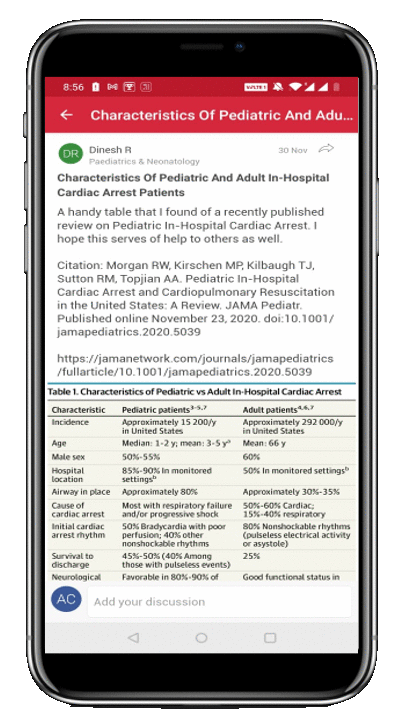 8:56
Characteristics Of Pediatric And Adu...
DR
Dinesh R
30 Nov
Paediatrics & Neonatology
Characteristics Of Pediatric And Adult In-Hospital
Cardiac Arrest Patients
A handy table that I found of a recently published
review on Pediatric In-Hospital Cardiac Arrest. I
hope this serves of help to others as well.
Citation: Morgan RW, Kirschen MP, Kilbaugh TJ,
Sutton RM, Topjian AA. Pediatric In-Hospital
Cardiac Arrest and Cardiopulmonary Resuscitation
in the United States: A Review. JAMA Pediatr.
Published online November 23, 2020. doi:10.1001/
jamapediatrics.2020.5039
https://jamanetwork.com/journals/jamapediatrics
/fullarticle/10.1001/jamapediatrics.2020.5039
Table 1. Characteristics of Pediatric vs Adult In-Hospital Cardiac Arrest
Characteristic Pediatric patients3-5,7 Adult patients4,6,7
Incidence Approximately 15 200/y Approximately 292 000/y
in United States in United States
Age Median: 1-2 y; mean: 3-5 ya Mean: 66 y
Male sex 50%-55% 60%
Hospital 85%-90% In monitored 50% In monitored settingsb
location settingsb
Airway in place Approximately 80% Approximately 30%-35%
Cause of Most with respiratory failure 50%-60% Cardiac;
cardiac arrest and/or progressive shock 15%-40% respiratory
Initial cardiac 50% Bradycardia with poor 80% Nonshockable rhythms
arrest rhythm perfusion; 40% other (pulseless electrical activity
nonshockable rhythms or asystole)
Survival to 45%-50% (40% Among 25%
discharge those with pulseless events)
Neurological Favorable in 80%-90% of Good functional status in
AC
Add your discussion